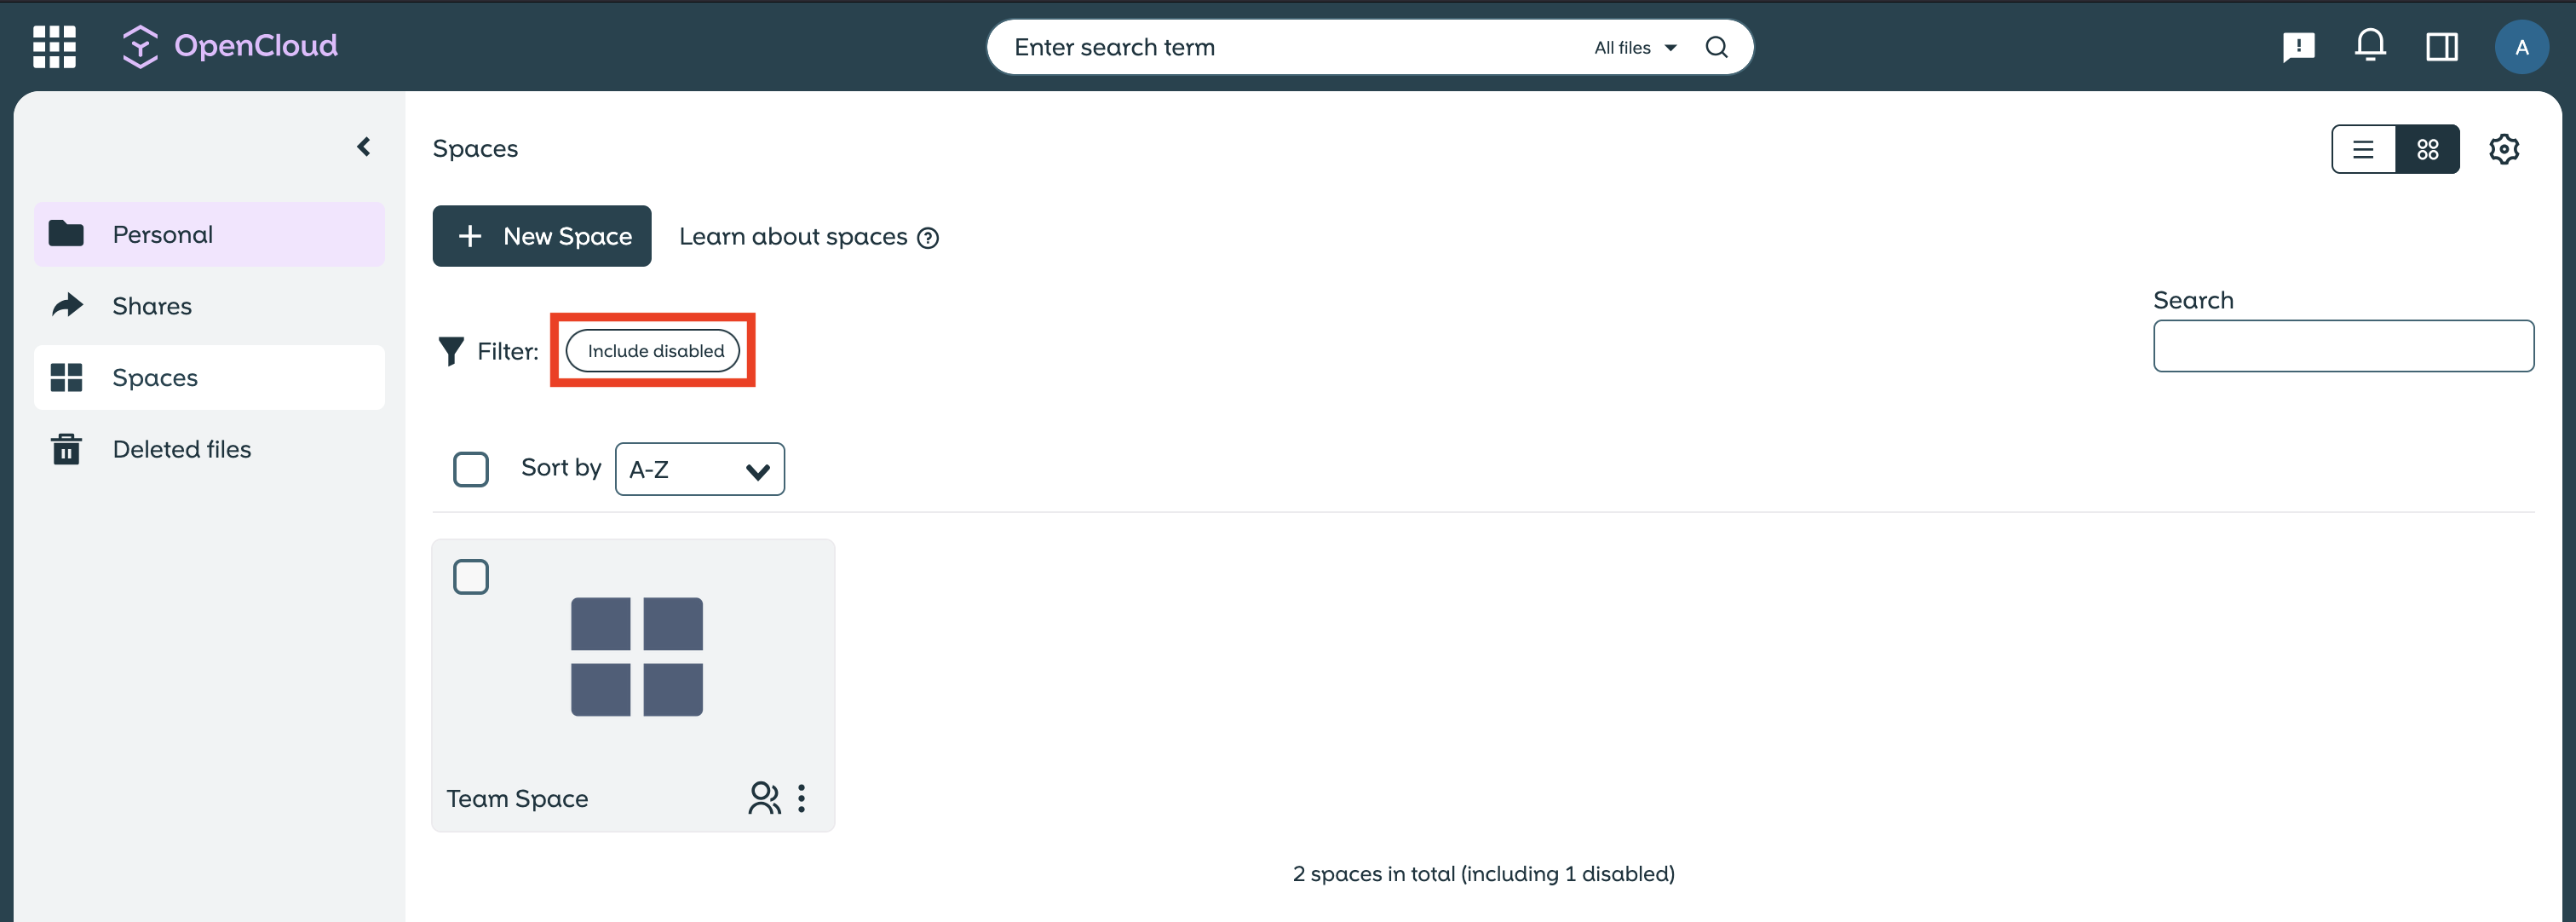 OpenCloud
Enter search term
All files
A
Spaces
Personal
New Space
Learn about spaces
Shares
Search
Filter:
Include disabled
Spaces
Deleted files
Sort by
A-Z
Team Space
2 spaces in total (including 1 disabled)